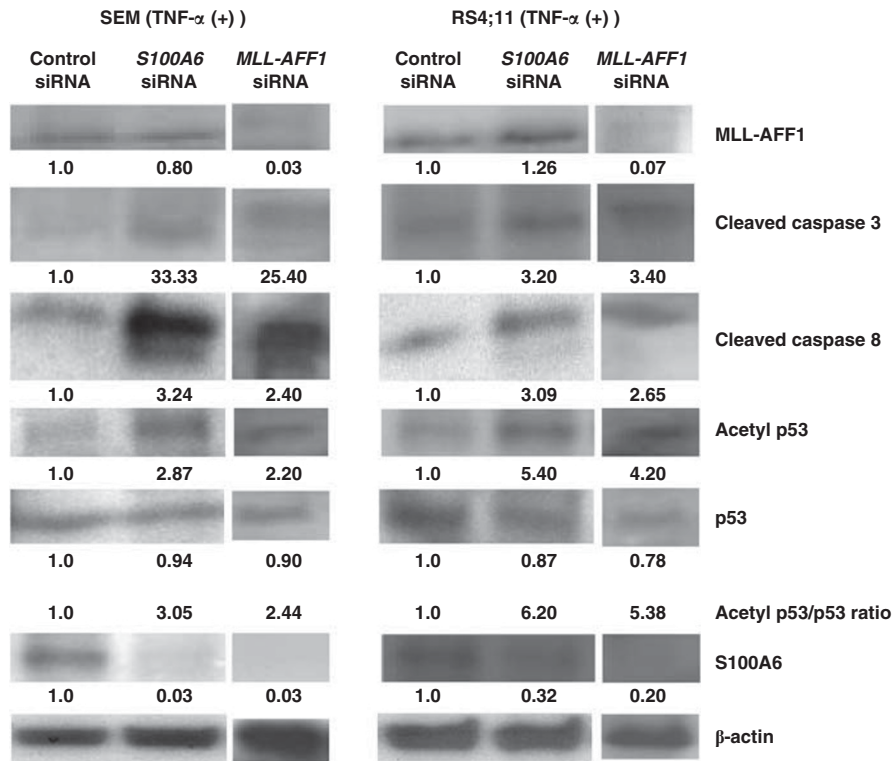 SEM (TNF-α (+) ) RS4;11 (TNF-α (+) )
Control siRNA S100A6 siRNA MLL-AFF1 siRNA Control siRNA S100A6 siRNA MLL-AFF1 siRNA
MLL-AFF1
1.0 0.80 0.03 1.0 1.26 0.07
Cleaved caspase 3
1.0 33.33 25.40 1.0 3.20 3.40
Cleaved caspase 8
1.0 3.24 2.40 1.0 3.09 2.65
Acetyl p53
1.0 2.87 2.20 1.0 5.40 4.20
p53
1.0 0.94 0.90 1.0 0.87 0.78
1.0 3.05 2.44 1.0 6.20 5.38 Acetyl p53/p53 ratio
S100A6
1.0 0.03 0.03 1.0 0.32 0.20
β-actin